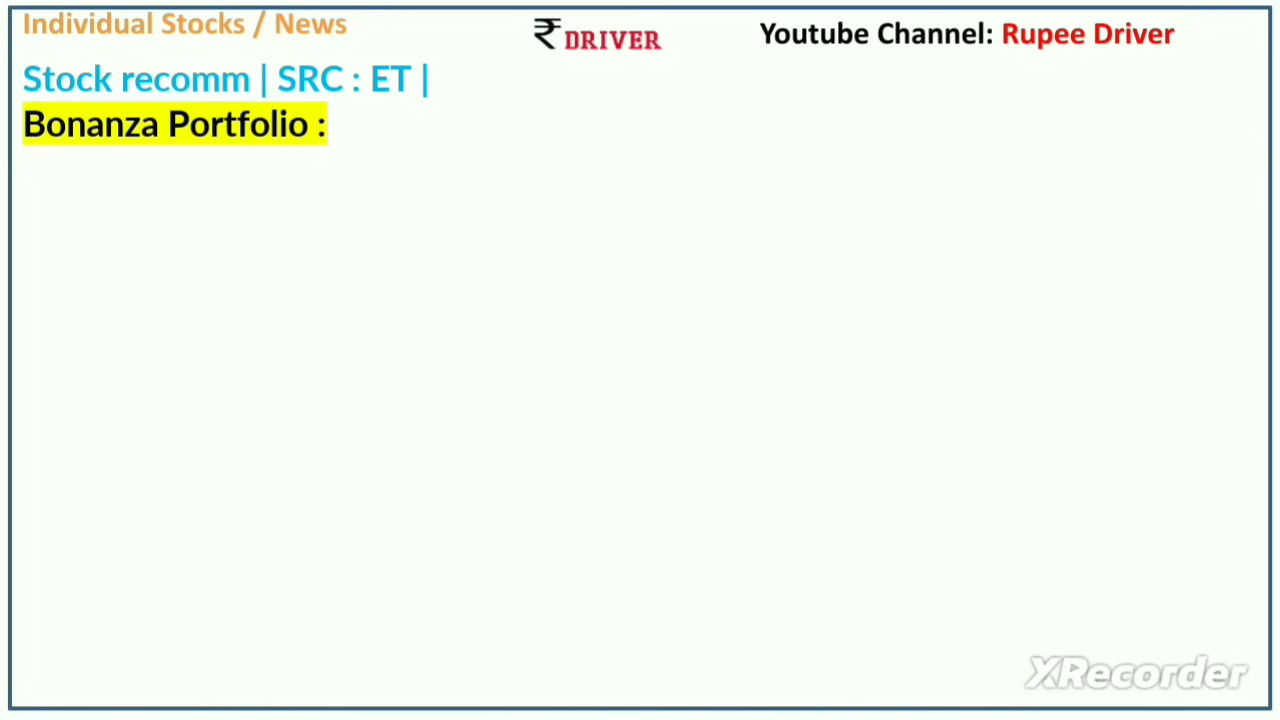 Individual Stocks / News
₹ DRIVER
Youtube Channel: Rupee Driver
Stock recomm | SRC : ET |
Bonanza Portfolio :
XRecorder